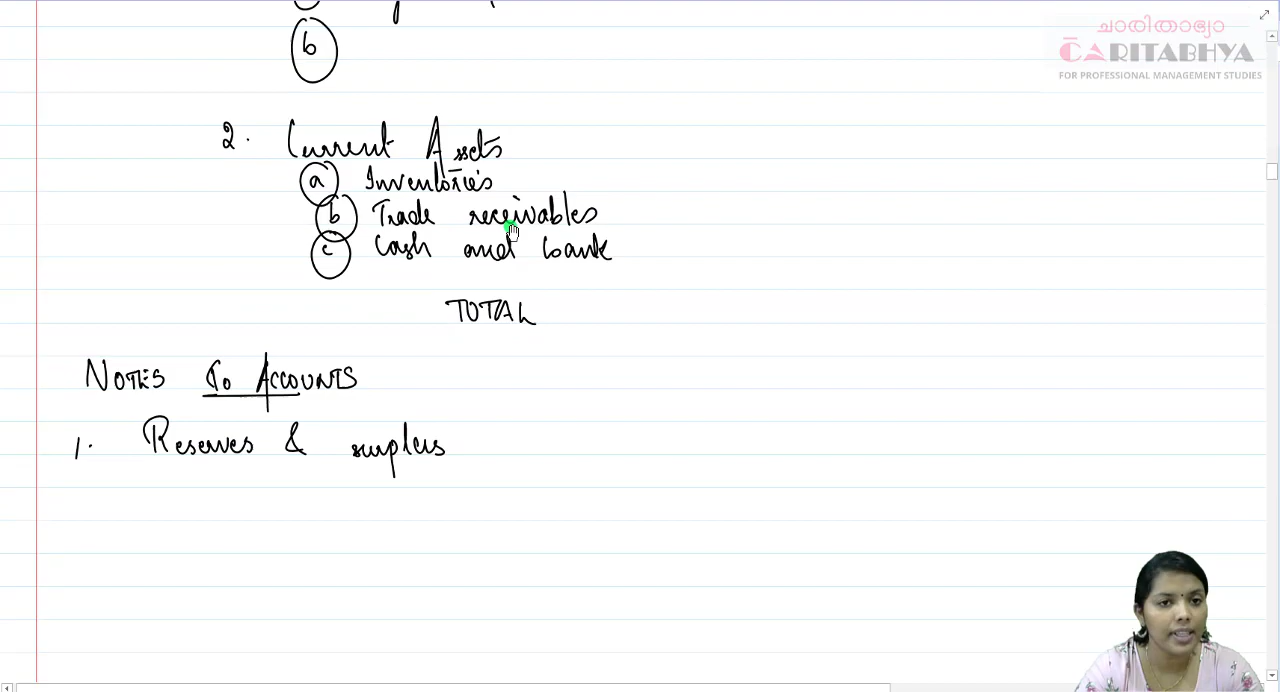 ചാരിതാഭ്യാ
CARITABHYA
FOR PROFESSIONAL MANAGEMENT STUDIES
b
2. Current Assets
a Inventories
b Trade receivables
c Cash and bank
TOTAL
NOTES To ACCOUNTS
1. Reserves & surplus